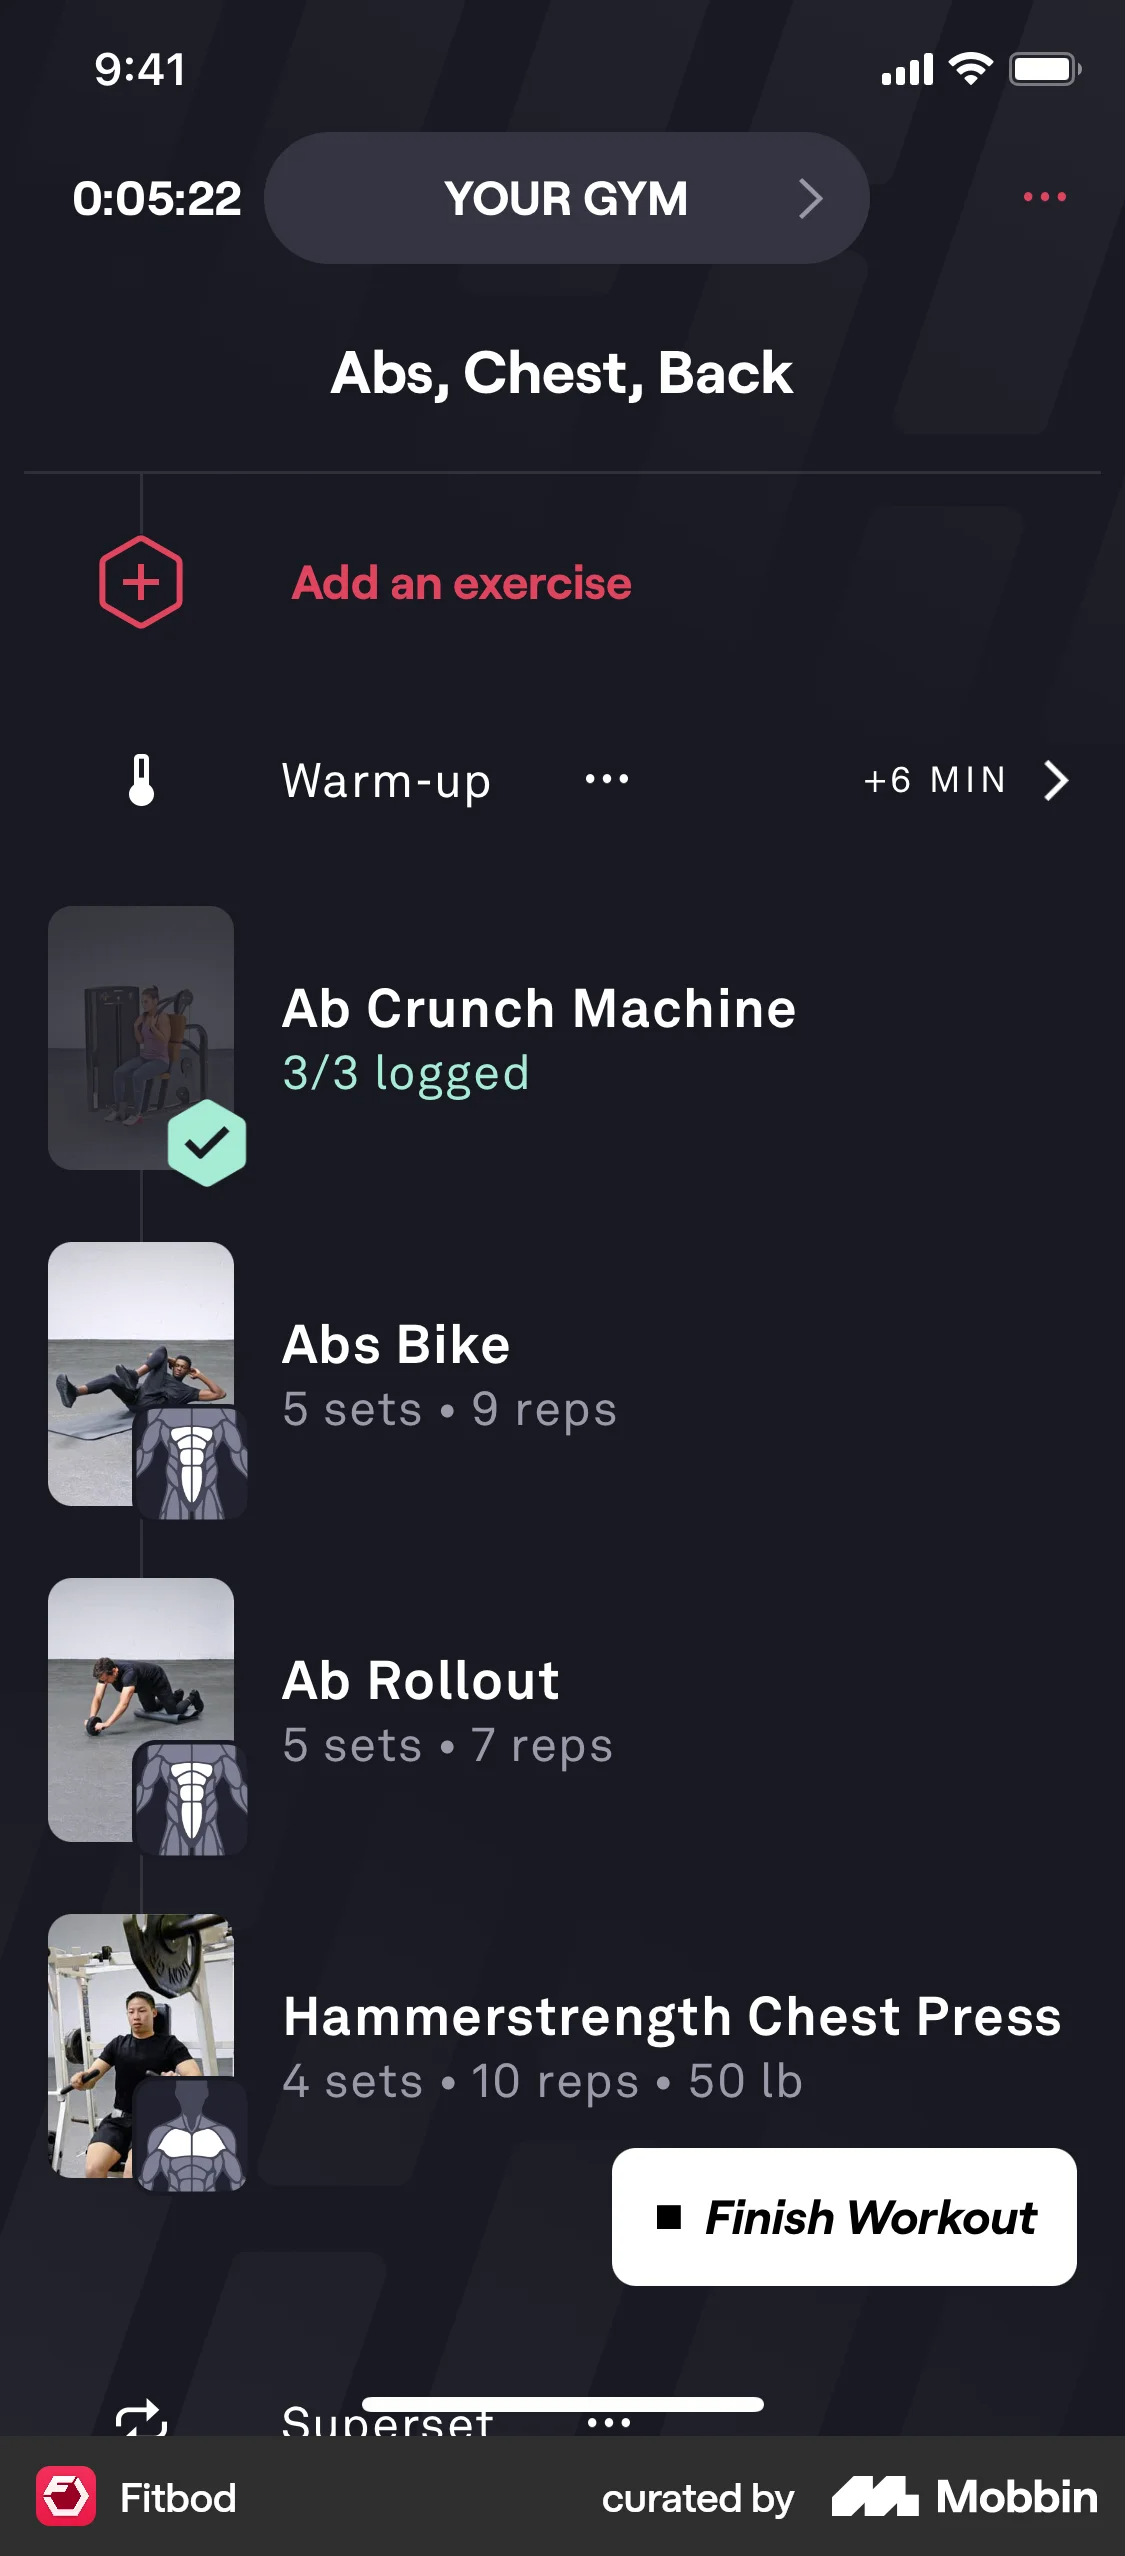 9:41
0:05:22
YOUR GYM
Abs, Chest, Back
Add an exercise
Warm-up
+6 MIN
Ab Crunch Machine
3/3 logged
Abs Bike
5 sets • 9 reps
Ab Rollout
5 sets • 7 reps
Hammerstrength Chest Press
4 sets • 10 reps • 50 lb
Finish Workout
Superset
Fitbod
curated by
Mobbin